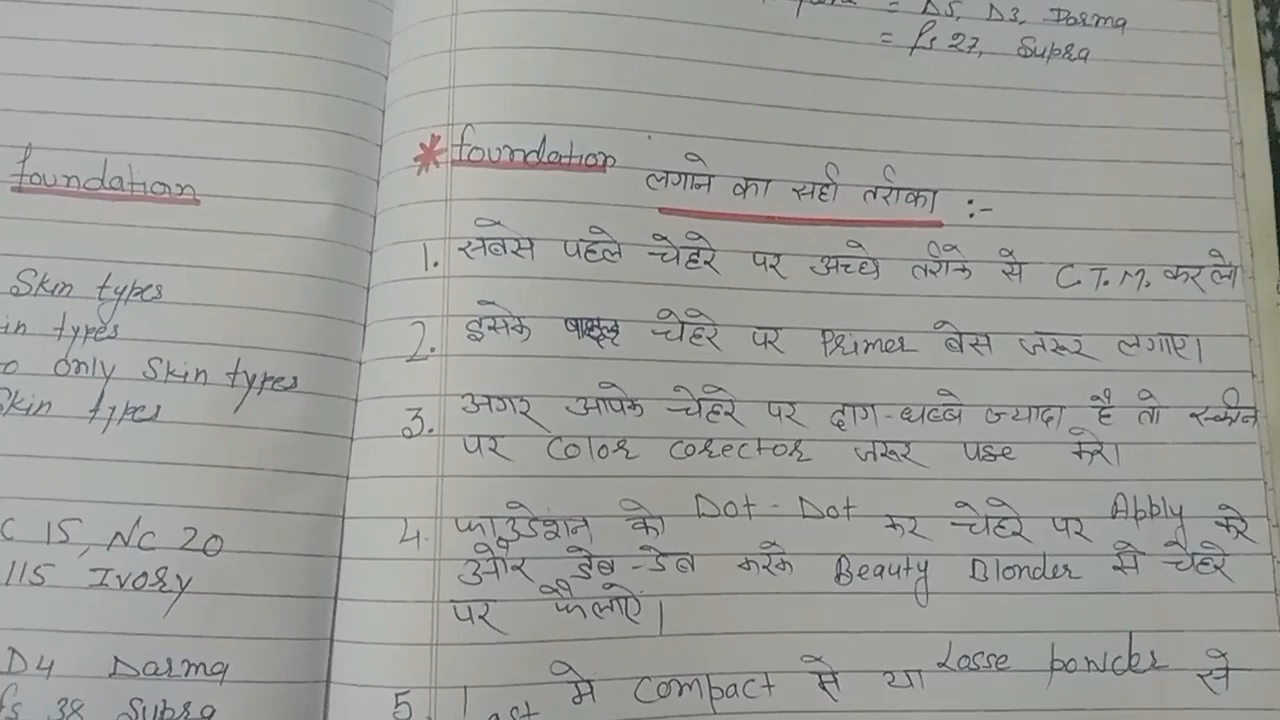 foundation
Skin types
in types
o only Skin types
Skin types
C 15, NC 20
115 Ivory
D4 Darma
fs 38 Supra
= D5, D3, Darma
= fs 27, Supra
* foundation लगाने का सही तरीका :-
1. सबसे पहले चेहरे पर अच्छे तरीके से C.T.M. कर ले
2. इसके चेहरे पर Primer बेस जरूर लगाए।
3. अगर आपके चेहरे पर दाग-धब्बे ज्यादा है तो स्कीन
पर Color corector जरूर use करे।
4. फाउंडेशन को Dot-Dot कर चेहरे पर Apply करे
और डेब-डेब करके Beauty Blonder से चेहरे
पर फैलाऐं।
5. Last मे compact से या Losse powder से